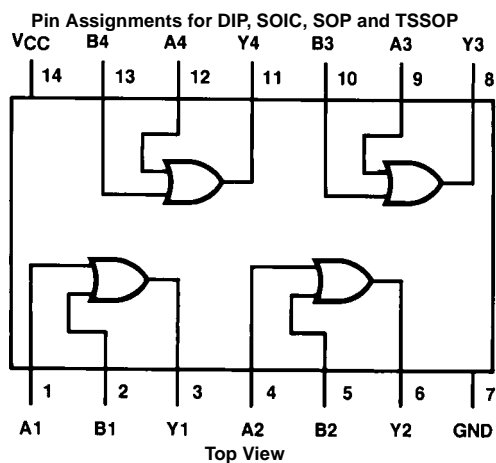 Pin Assignments for DIP, SOIC, SOP and TSSOP
VCC B4 A4 Y4 B3 A3 Y3
14 13 12 11 10 9 8
1 2 3 4 5 6 7
A1 B1 Y1 A2 B2 Y2 GND
Top View